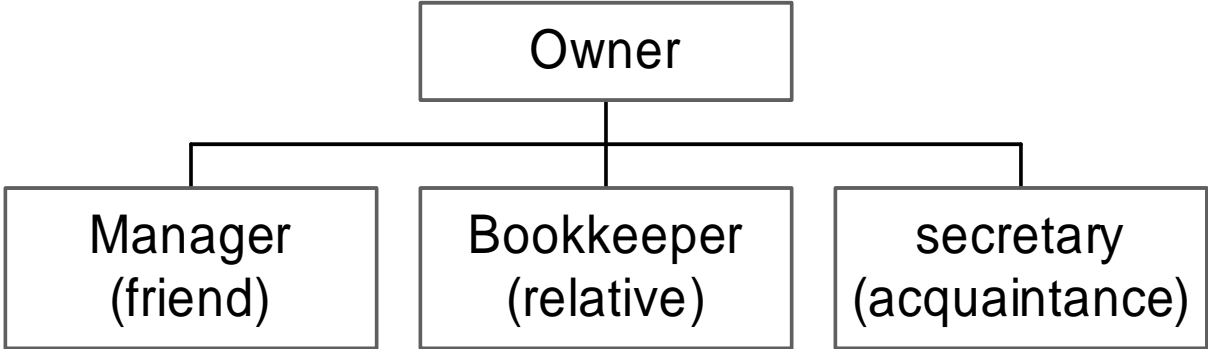 Owner
Manager
(friend)
Bookkeeper
(relative)
secretary
(acquaintance)